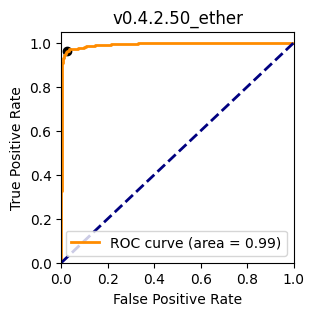 v0.4.2.50_ether
True Positive Rate
1.0
0.8
0.6
0.4
0.2
0.0
ROC curve (area = 0.99)
0.0 0.2 0.4 0.6 0.8 1.0
False Positive Rate